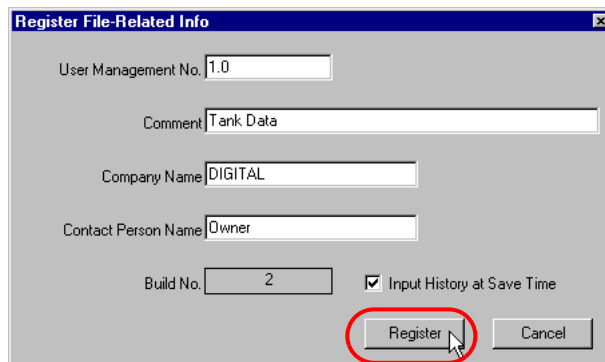 Register File-Related Info
User Management No. 1.0
Comment Tank Data
Company Name DIGITAL
Contact Person Name Owner
Build No. 2 Input History at Save Time
Register Cancel